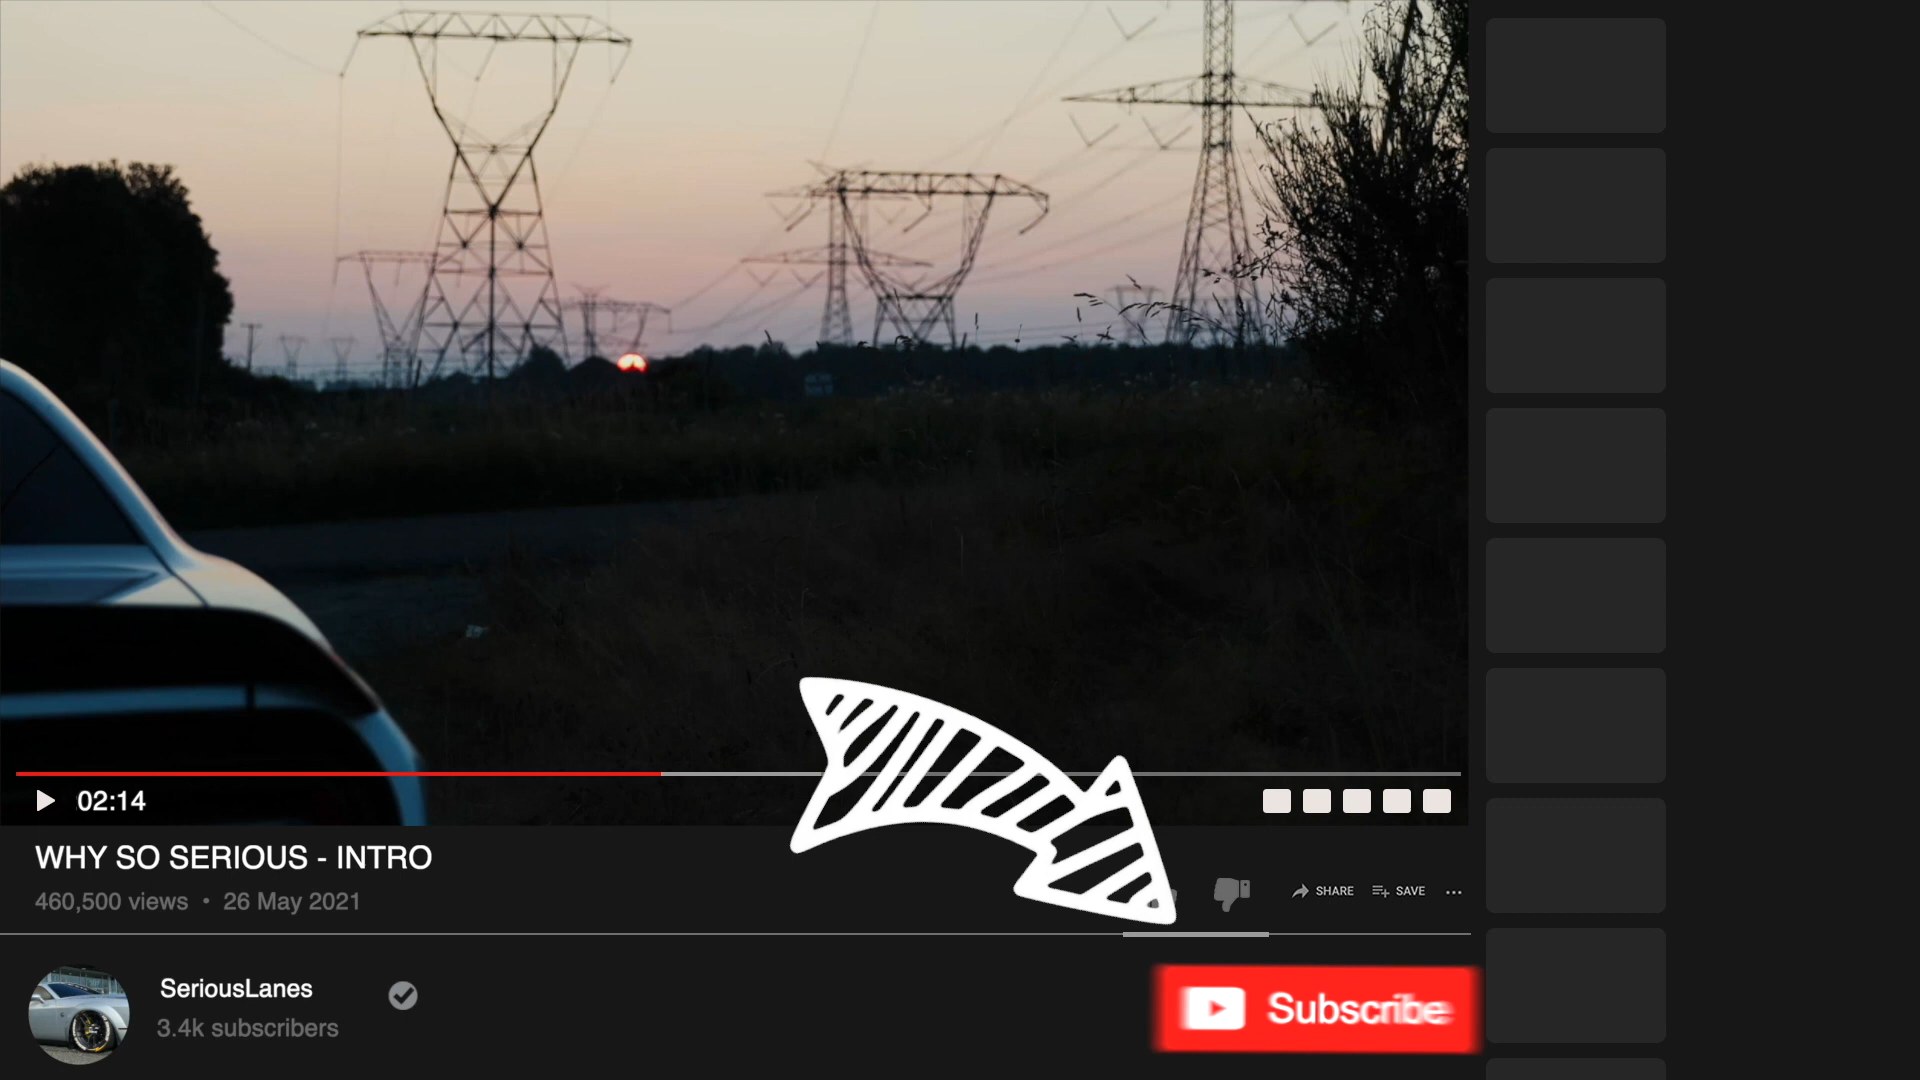 02:14
WHY SO SERIOUS - INTRO
460,500 views • 26 May 2021
SHARE
SAVE
SeriousLanes
3.4k subscribers
Subscribe